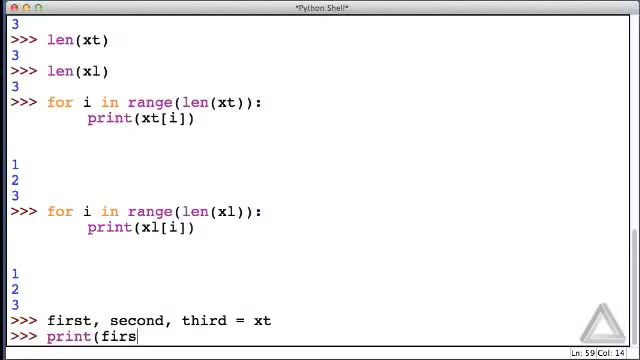 *Python Shell*
3
>>> len(xt)
3
>>> len(xl)
3
>>> for i in range(len(xt)):
        print(xt[i])
1
2
3
>>> for i in range(len(xl)):
        print(xl[i])
1
2
3
>>> first, second, third = xt
>>> print(firs
Ln: 59 Col: 14